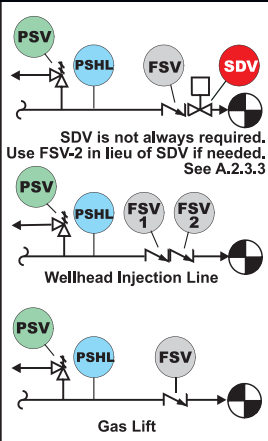 PSV
PSHL
FSV
SDV
SDV is not always required.
Use FSV-2 in lieu of SDV if needed.
See A.2.3.3
PSV
PSHL
FSV
1
FSV
2
Wellhead Injection Line
PSV
PSHL
FSV
Gas Lift